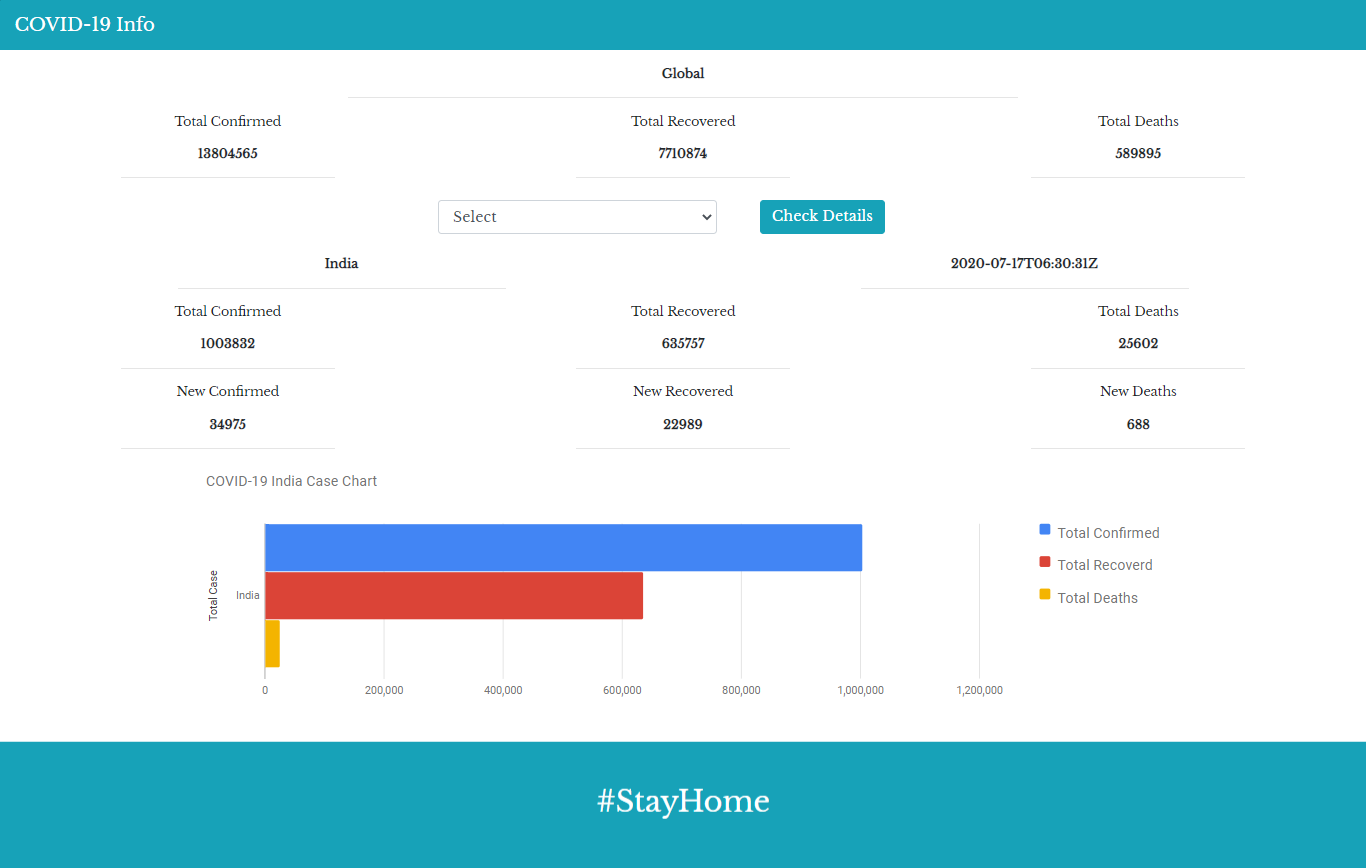 COVID-19 Info
Global
Total Confirmed Total Recovered Total Deaths
13804565 7710874 589895
Select Check Details
India 2020-07-17T06:30:31Z
Total Confirmed Total Recovered Total Deaths
1003832 635757 25602
New Confirmed New Recovered New Deaths
34975 22989 688
COVID-19 India Case Chart
Total Confirmed
Total Recoverd
Total Deaths
Total Case
India
0 200,000 400,000 600,000 800,000 1,000,000 1,200,000
#StayHome